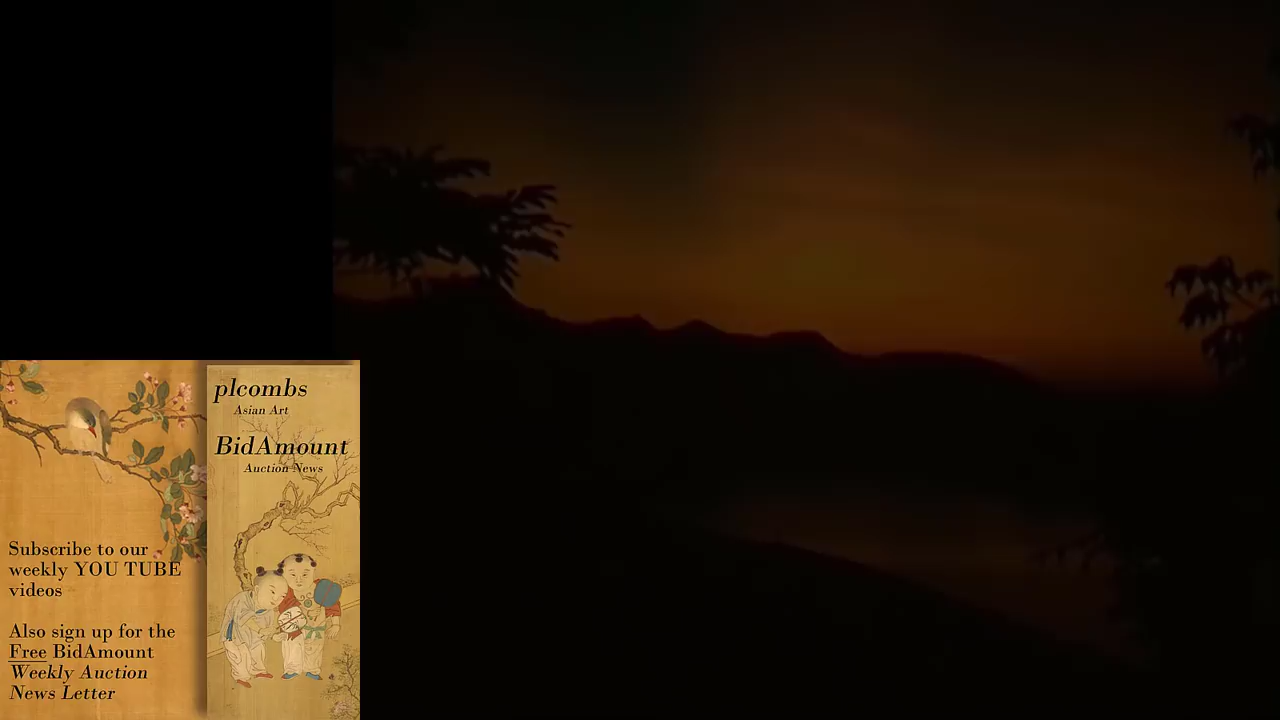 plcombs
Asian Art
BidAmount
Auction News
Subscribe to our
weekly YOU TUBE
videos
Also sign up for the
Free BidAmount
Weekly Auction
News Letter